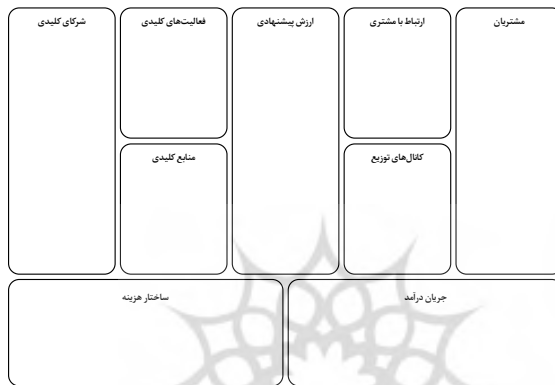 مشتریان
ارتباط با مشتری
ارزش پیشنهادی
فعالیت‌های کلیدی
شرکای کلیدی
کانال‌های توزیع
منابع کلیدی
جریان درآمد
ساختار هزینه